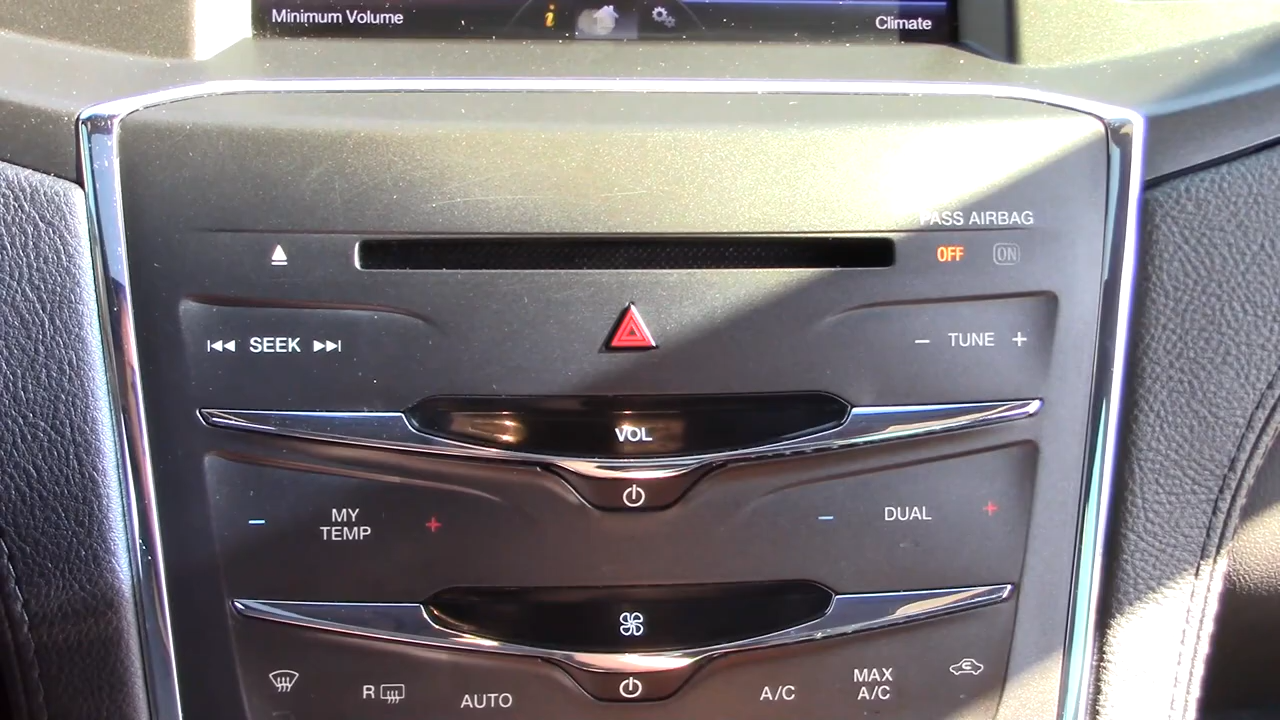 Minimum Volume
i
Climate
PASS AIRBAG
OFF
ON
SEEK
− TUNE +
VOL
− MY
TEMP +
− DUAL +
R
AUTO
A/C
MAX
A/C